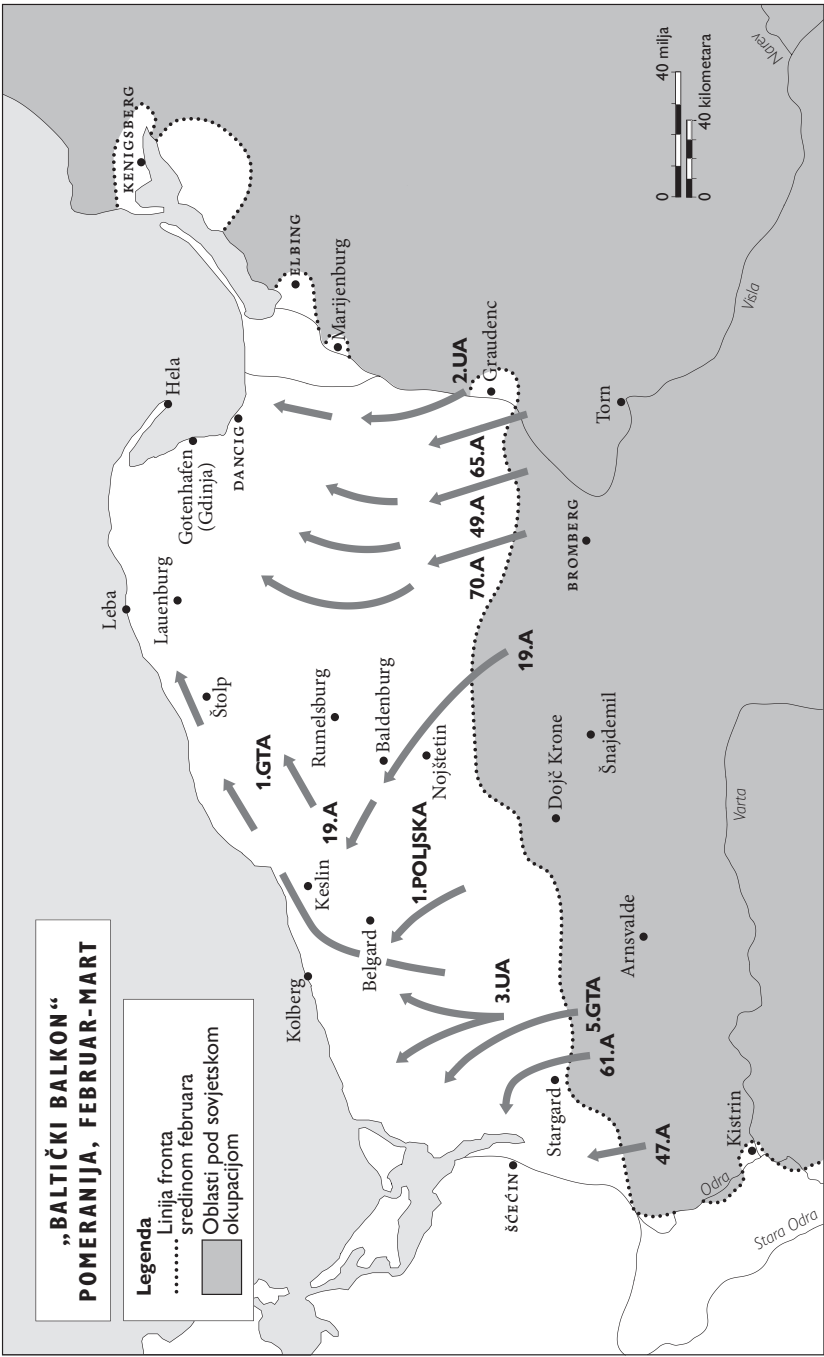 „BALTIČKI BALKON“
POMERANIJA, FEBRUAR-MART
Legenda
Linija fronta
sredinom februara
Oblasti pod sovjetskom
okupacijom
KENIGSBERG
ELBING
Marijenburg
Hela
Gotenhafen
(Gdinja)
DANCIG
Leba
Lauenburg
Štolp
Rumelsburg
Baldenburg
Nojštetin
Keslin
Kolberg
Belgard
Graudenc
Torn
BROMBERG
Dojč Krone
Šnajdemil
Arnsvalde
Stargard
ŠĆEĆIN
Kistrin
2.UA
65.A
49.A
70.A
19.A
1.GTA
19.A
1.POLJSKA
3.UA
5.GTA
61.A
47.A
Narev
Visla
Varta
Odra
Stara Odra
0 40 milja
0 40 kilometara